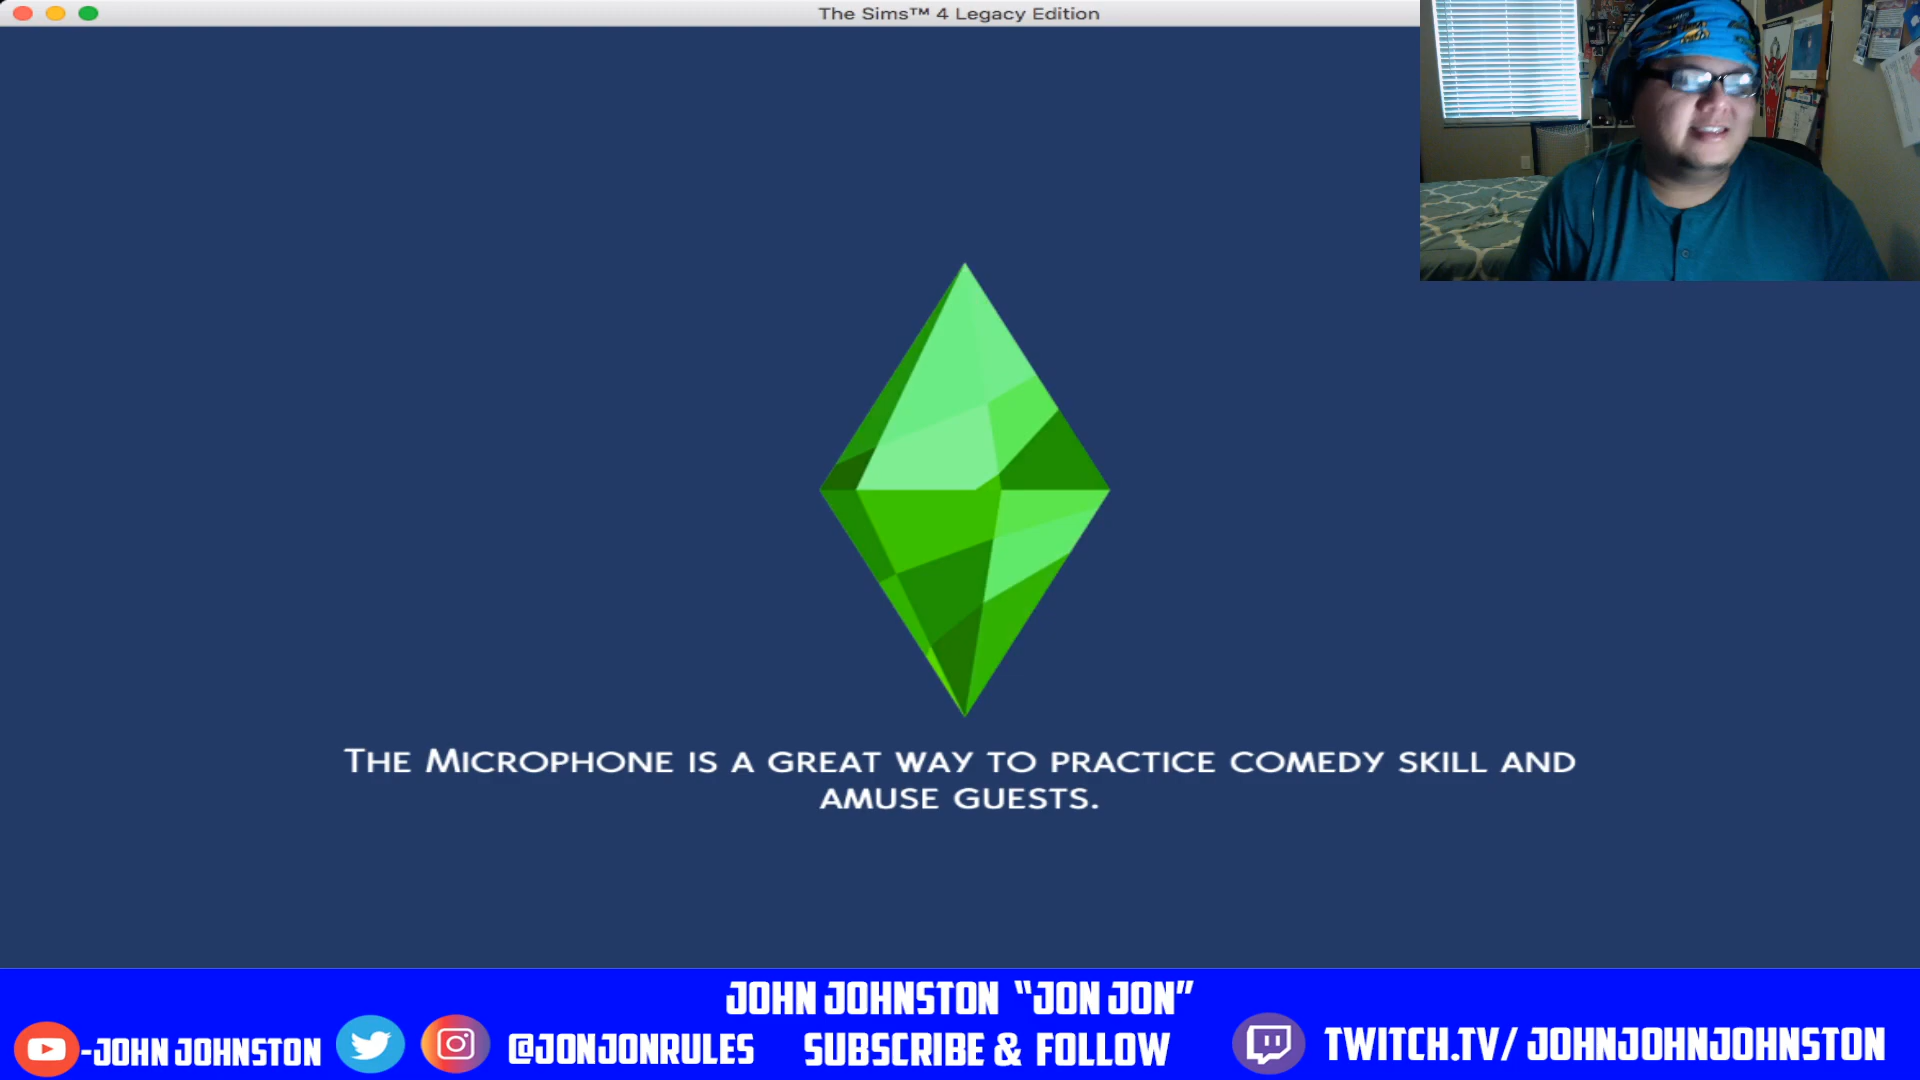 The Sims™ 4 Legacy Edition
The Microphone is a great way to practice comedy skill and
amuse guests.
JOHN JOHNSTON “JON JON”
-JOHN JOHNSTON
@JONJONRULES
SUBSCRIBE & FOLLOW
TWITCH.TV/ JOHNJOHNJOHNSTON